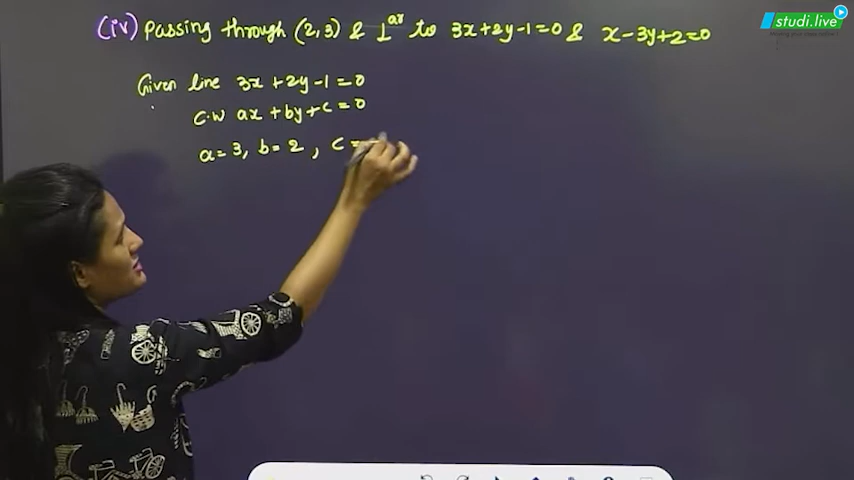 studi.live
(iv) Passing through (2,3) & ⊥ar to 3x+2y-1=0 & x-3y+2=0
Given line 3x+2y-1=0
C.W ax+by+c=0
a=3, b=2, c=